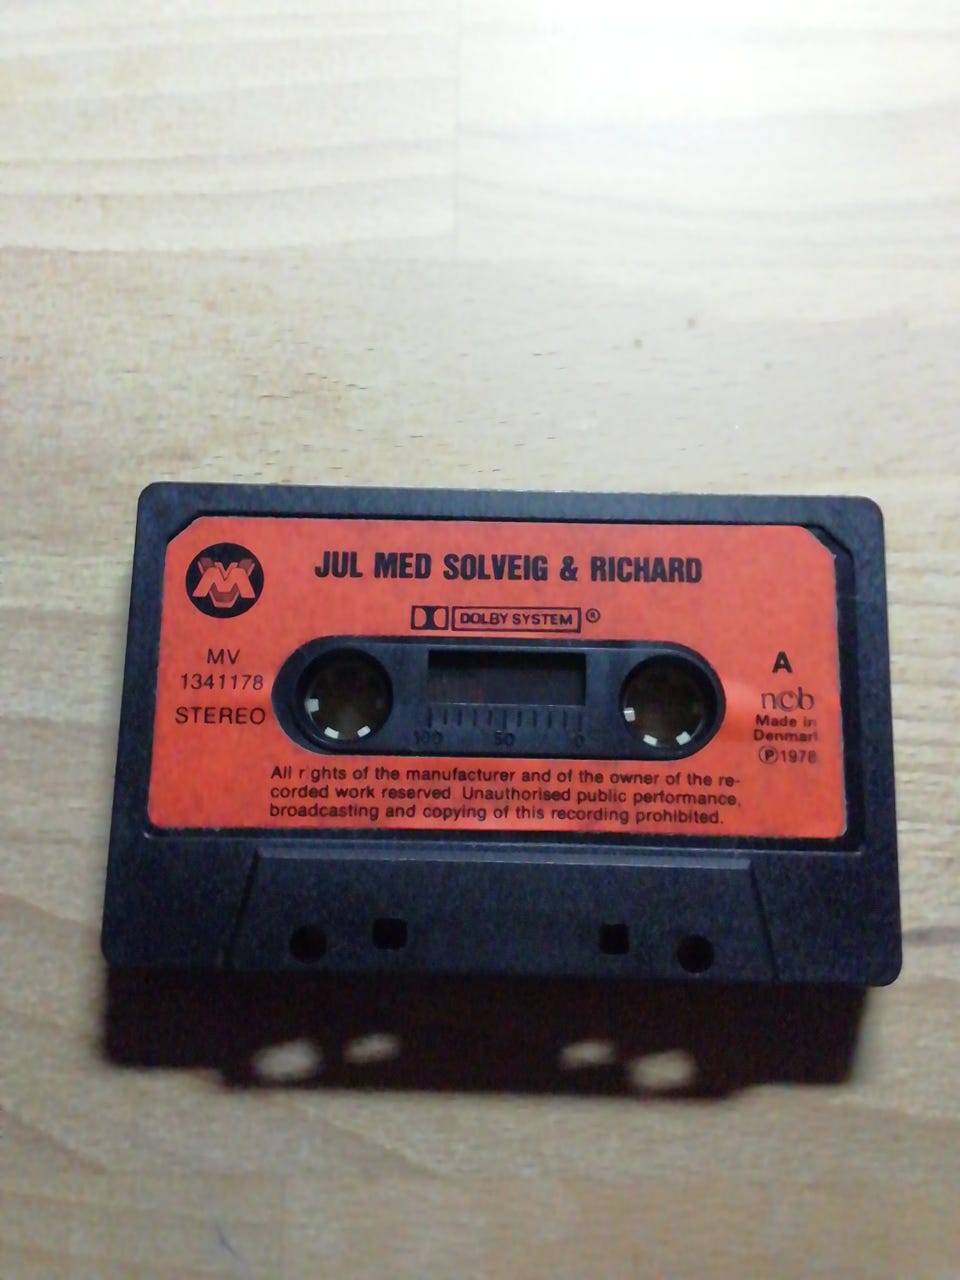 JUL MED SOLVEIG & RICHARD
M
DOLBY SYSTEM ®
MV
1341178
STEREO
A
ncb
Made in
Denmark
Ⓟ1978
100 50 0
All rights of the manufacturer and of the owner of the re-
corded work reserved. Unauthorised public performance,
broadcasting and copying of this recording prohibited.